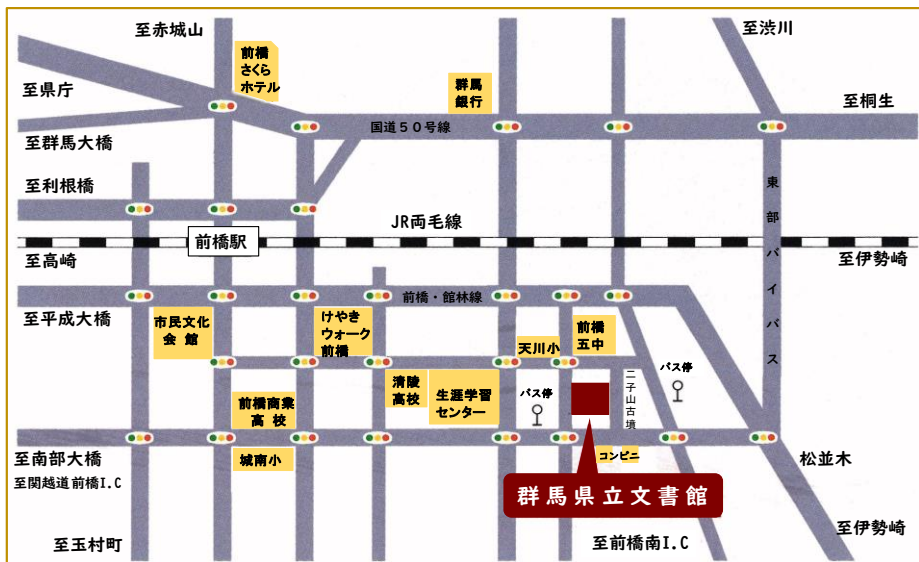 至赤城山
至渋川
前橋
さくら
ホテル
至県庁
群馬
銀行
至桐生
国道50号線
至群馬大橋
至利根橋
東部バイパス
JR両毛線
前橋駅
至高崎
至伊勢崎
前橋・館林線
至平成大橋
市民文化
会館
けやき
ウォーク
前橋
天川小
前橋
五中
清陵
高校
生涯学習
センター
バス停
二子山古墳
バス停
前橋商業
高校
至南部大橋
城南小
コンビニ
松並木
至関越道前橋I.C
群馬県立文書館
至伊勢崎
至玉村町
至前橋南I.C